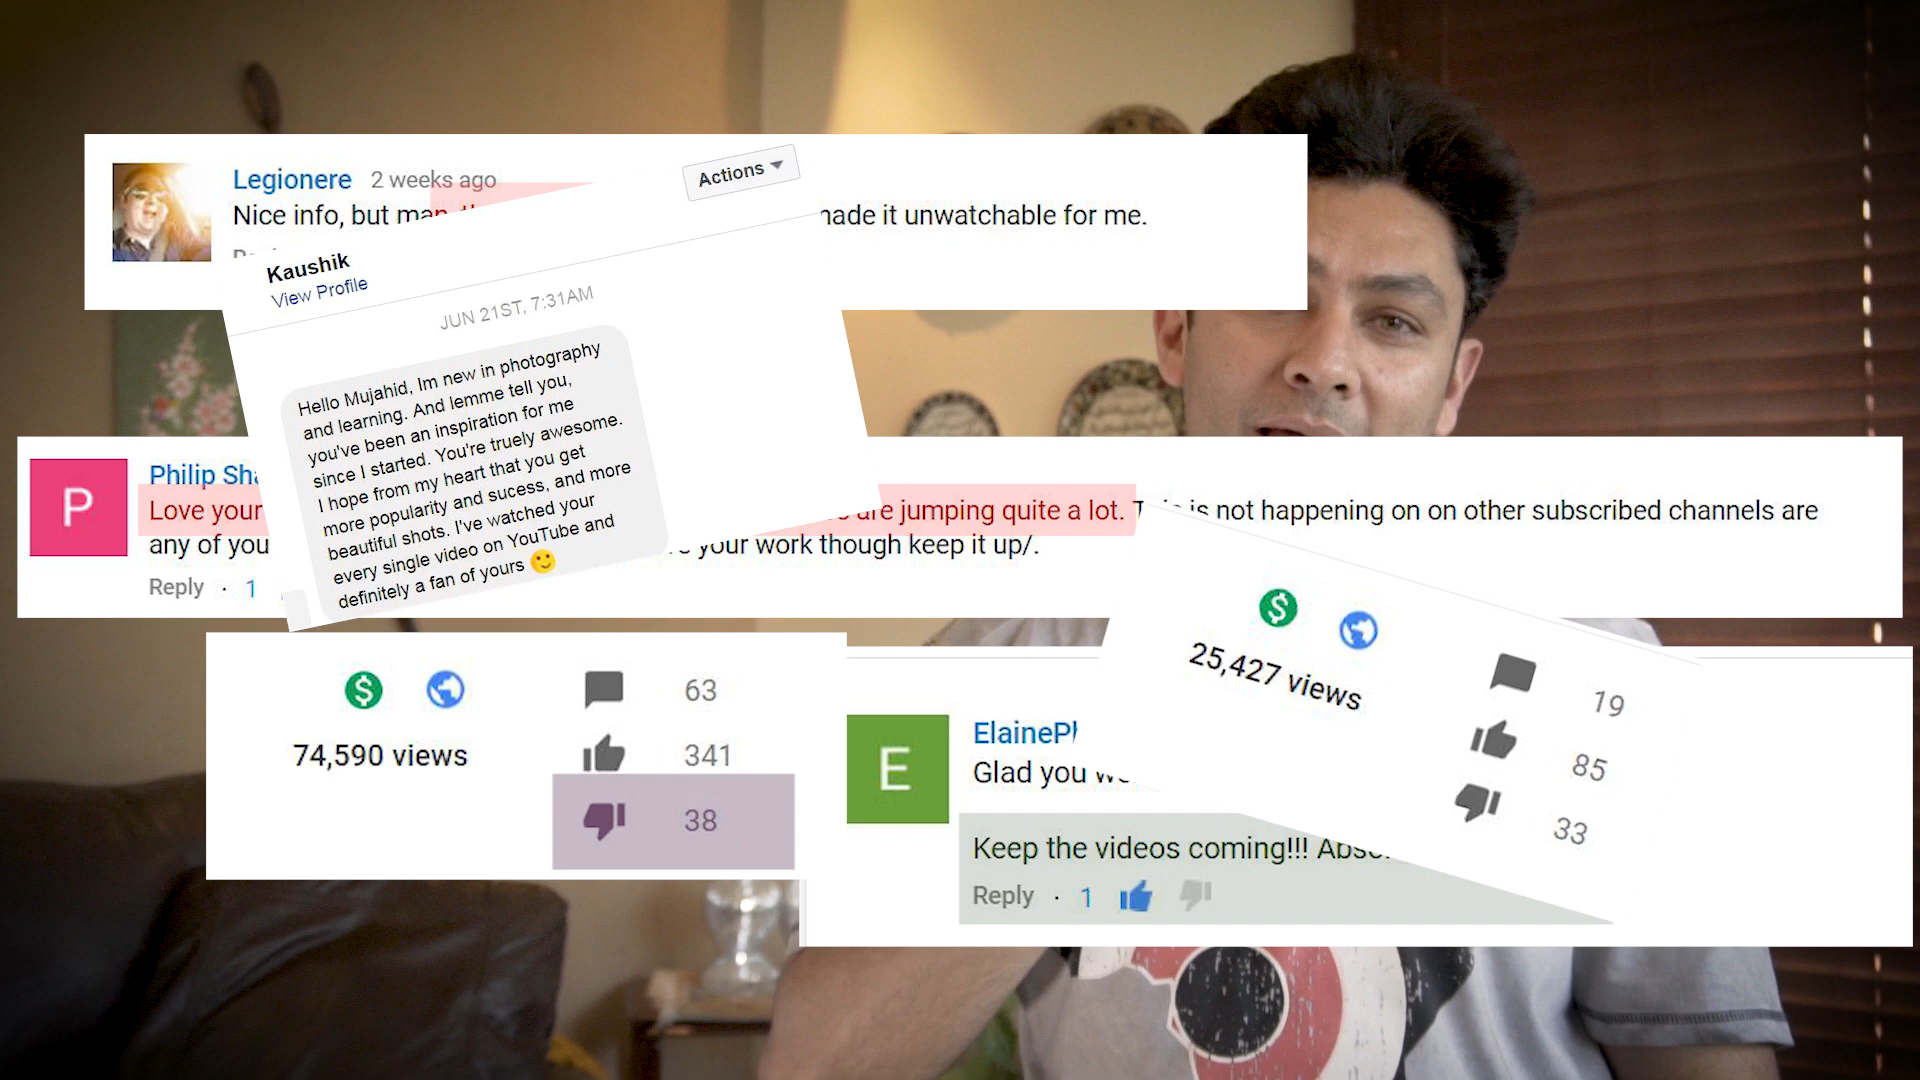 Legionere 2 weeks ago
Nice info, but man made it unwatchable for me.
Actions
Kaushik
View Profile
JUN 21ST, 7:31AM
Hello Mujahid, Im new in photography
and learning. And lemme tell you,
you've been an inspiration for me
since I started. You're truely awesome.
I hope from my heart that you get
more popularity and sucess, and more
beautiful shots. I've watched your
every single video on YouTube and
definitely a fan of yours 🙂
P
Philip
Love your are jumping quite a lot. This is not happening on on other subscribed channels are
any of your work though keep it up/.
Reply · 1
63
74,590 views 341
38
25,427 views
19
85
33
E
ElaineP
Glad you
Keep the videos coming!!!
Reply · 1